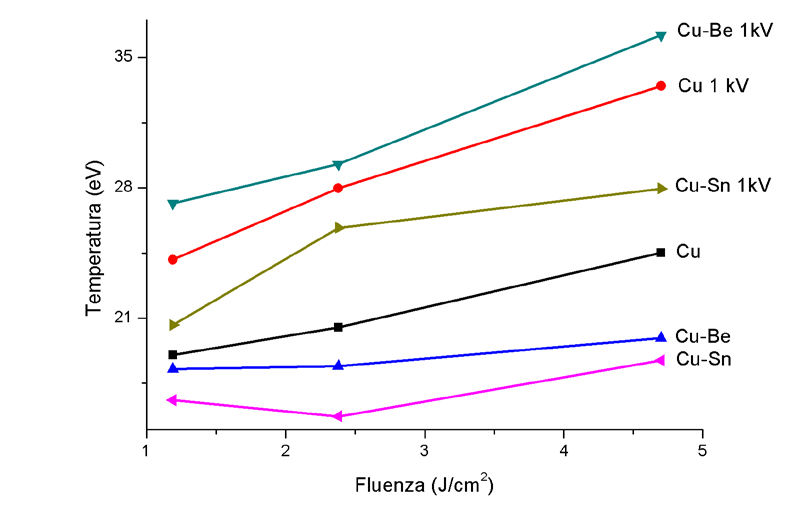 Cu-Be 1kV
35
Cu 1 kV
28
Cu-Sn 1kV
Temperatura (eV)
Cu
21
Cu-Be
Cu-Sn
1 2 3 4 5
Fluenza (J/cm²)